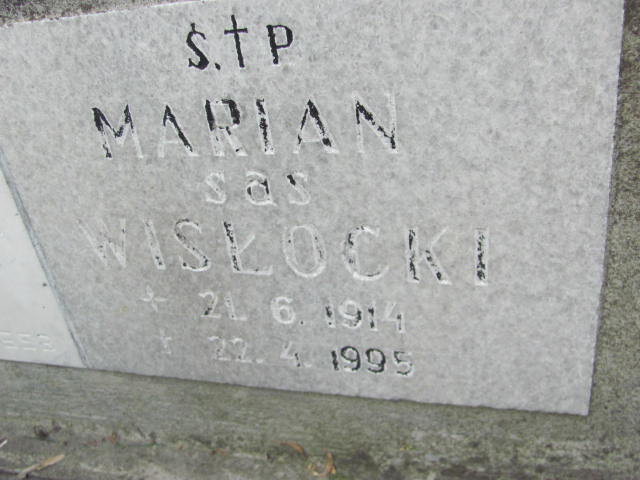 Ś.†P
MARIAN
sas
WISŁOCKI
* 21. 6. 1914
† 22. 4. 1995